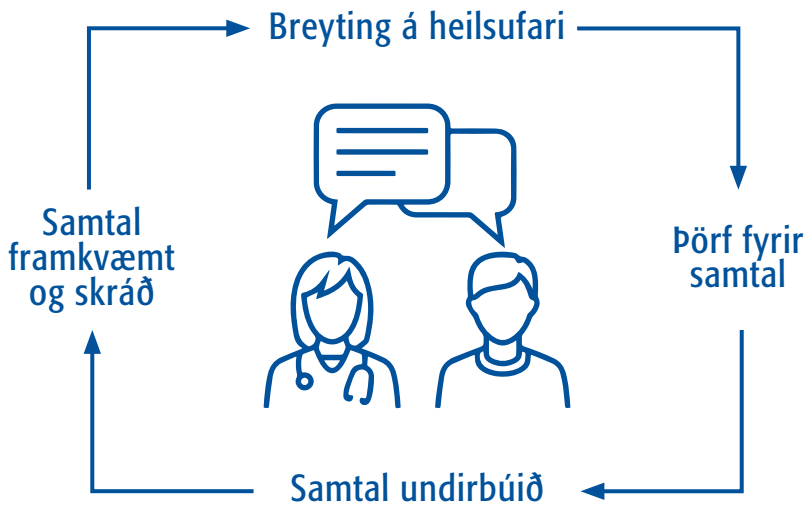 Breyting á heilsufari
Þörf fyrir
samtal
Samtal undirbúið
Samtal
framkvæmt
og skráð